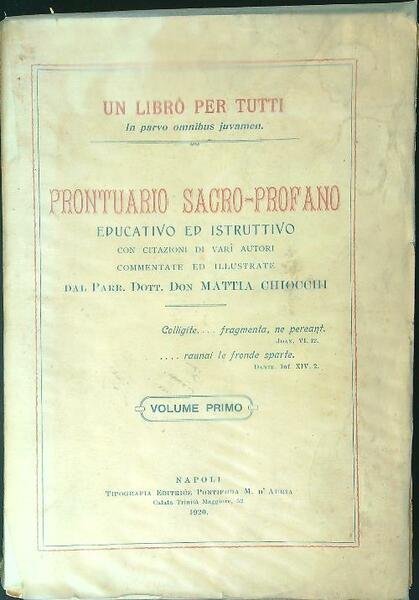 UN LIBRO PER TUTTI
In parvo omnibus juvamen.
PRONTUARIO SACRO-PROFANO
EDUCATIVO ED ISTRUTTIVO
CON CITAZIONI DI VARÎ AUTORI
COMMENTATE ED ILLUSTRATE
DAL PARR. DOTT. DON MATTIA CHIOCCHI
Colligite.... fragmenta, ne pereant.
JOAN. VI. 12.
.... raunai le fronde sparte.
DANTE. Inf. XIV. 2.
VOLUME PRIMO
NAPOLI
TIPOGRAFIA EDITRICE PONTIFICIA M. D'AURIA
Calata Trinità Maggiore, 52
1920.